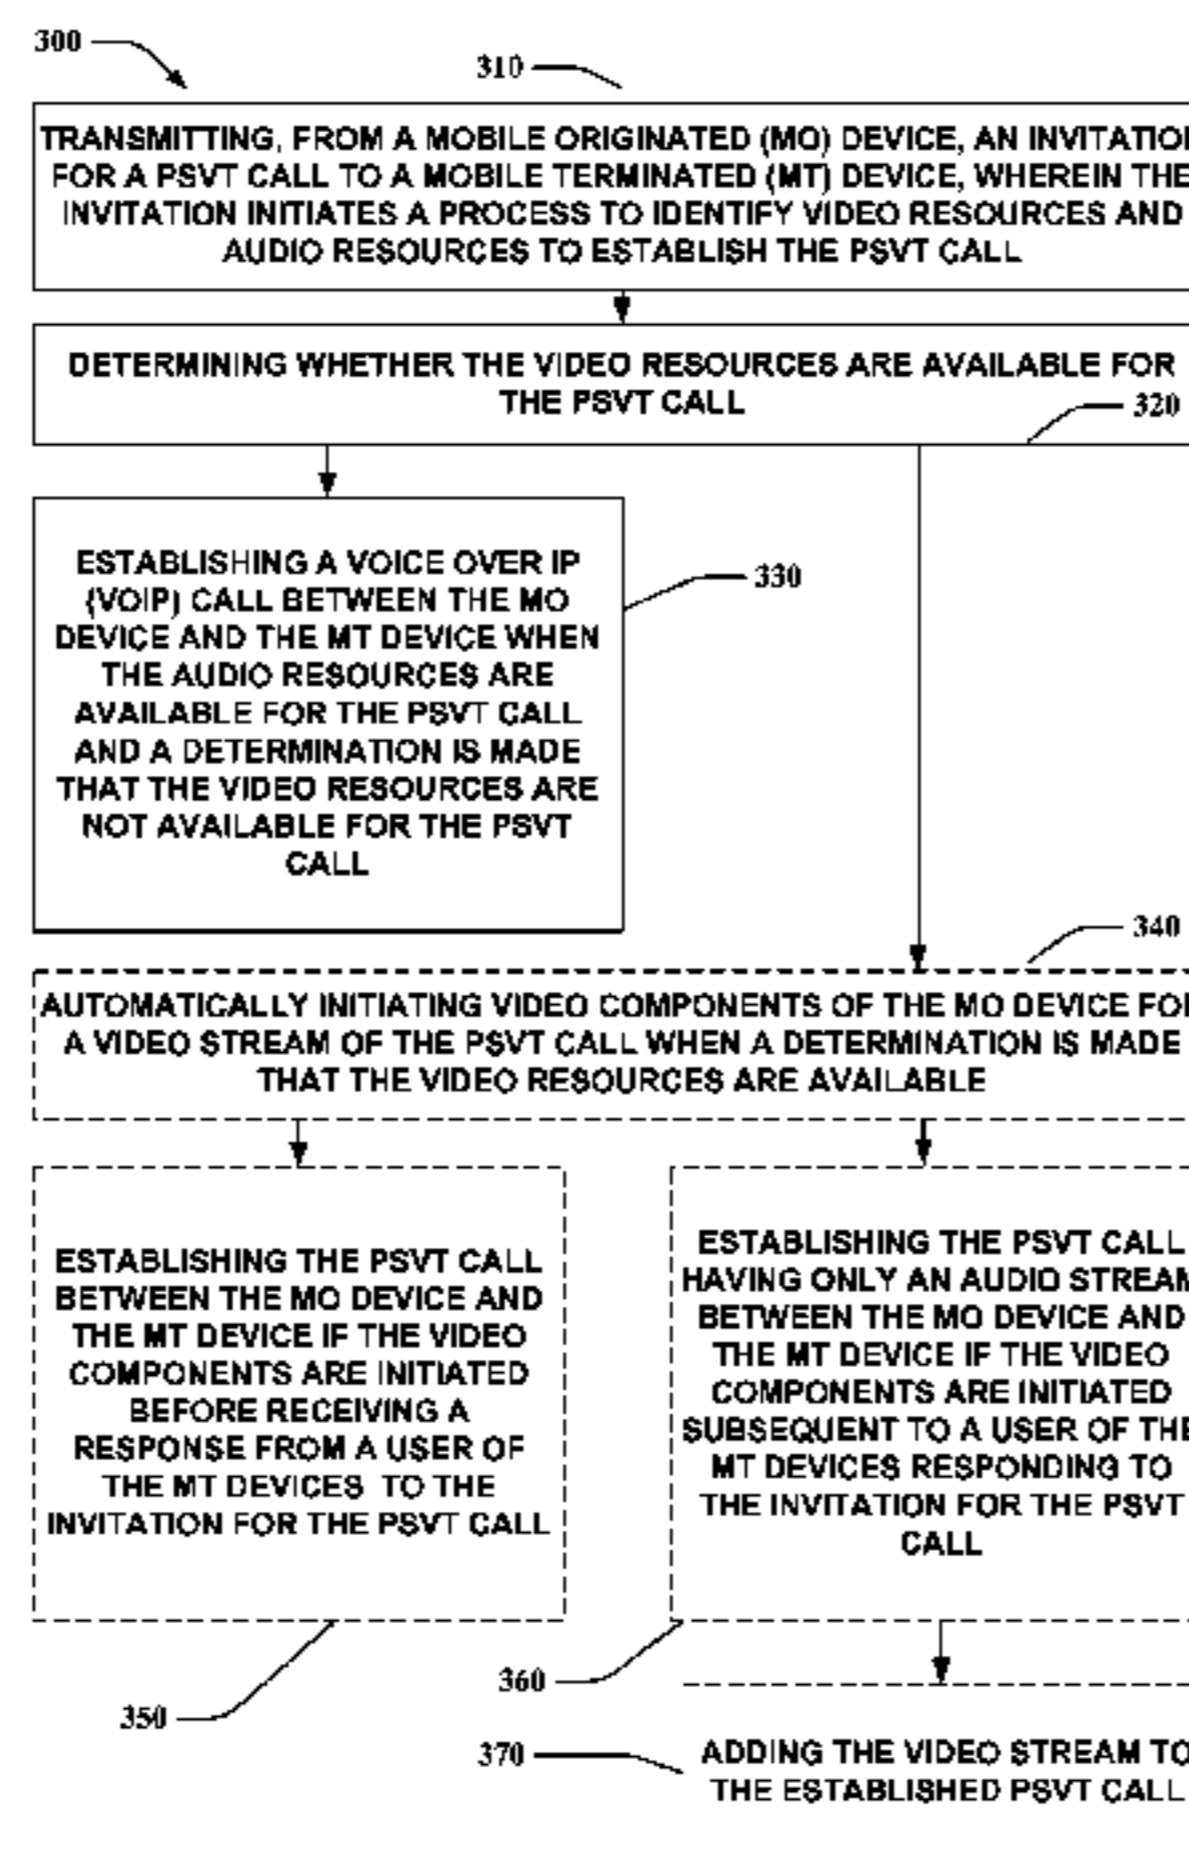 300
310
TRANSMITTING, FROM A MOBILE ORIGINATED (MO) DEVICE, AN INVITATIO
FOR A PSVT CALL TO A MOBILE TERMINATED (MT) DEVICE, WHEREIN THE
INVITATION INITIATES A PROCESS TO IDENTIFY VIDEO RESOURCES AND
AUDIO RESOURCES TO ESTABLISH THE PSVT CALL
DETERMINING WHETHER THE VIDEO RESOURCES ARE AVAILABLE FOR
THE PSVT CALL
320
ESTABLISHING A VOICE OVER IP
(VOIP) CALL BETWEEN THE MO
DEVICE AND THE MT DEVICE WHEN
THE AUDIO RESOURCES ARE
AVAILABLE FOR THE PSVT CALL
AND A DETERMINATION IS MADE
THAT THE VIDEO RESOURCES ARE
NOT AVAILABLE FOR THE PSVT
CALL
330
340
AUTOMATICALLY INITIATING VIDEO COMPONENTS OF THE MO DEVICE FO
A VIDEO STREAM OF THE PSVT CALL WHEN A DETERMINATION IS MADE
THAT THE VIDEO RESOURCES ARE AVAILABLE
ESTABLISHING THE PSVT CALL
BETWEEN THE MO DEVICE AND
THE MT DEVICE IF THE VIDEO
COMPONENTS ARE INITIATED
BEFORE RECEIVING A
RESPONSE FROM A USER OF
THE MT DEVICES TO THE
INVITATION FOR THE PSVT CALL
350
ESTABLISHING THE PSVT CALL
HAVING ONLY AN AUDIO STREAM
BETWEEN THE MO DEVICE AND
THE MT DEVICE IF THE VIDEO
COMPONENTS ARE INITIATED
SUBSEQUENT TO A USER OF THE
MT DEVICES RESPONDING TO
THE INVITATION FOR THE PSVT
CALL
360
370
ADDING THE VIDEO STREAM TO
THE ESTABLISHED PSVT CALL